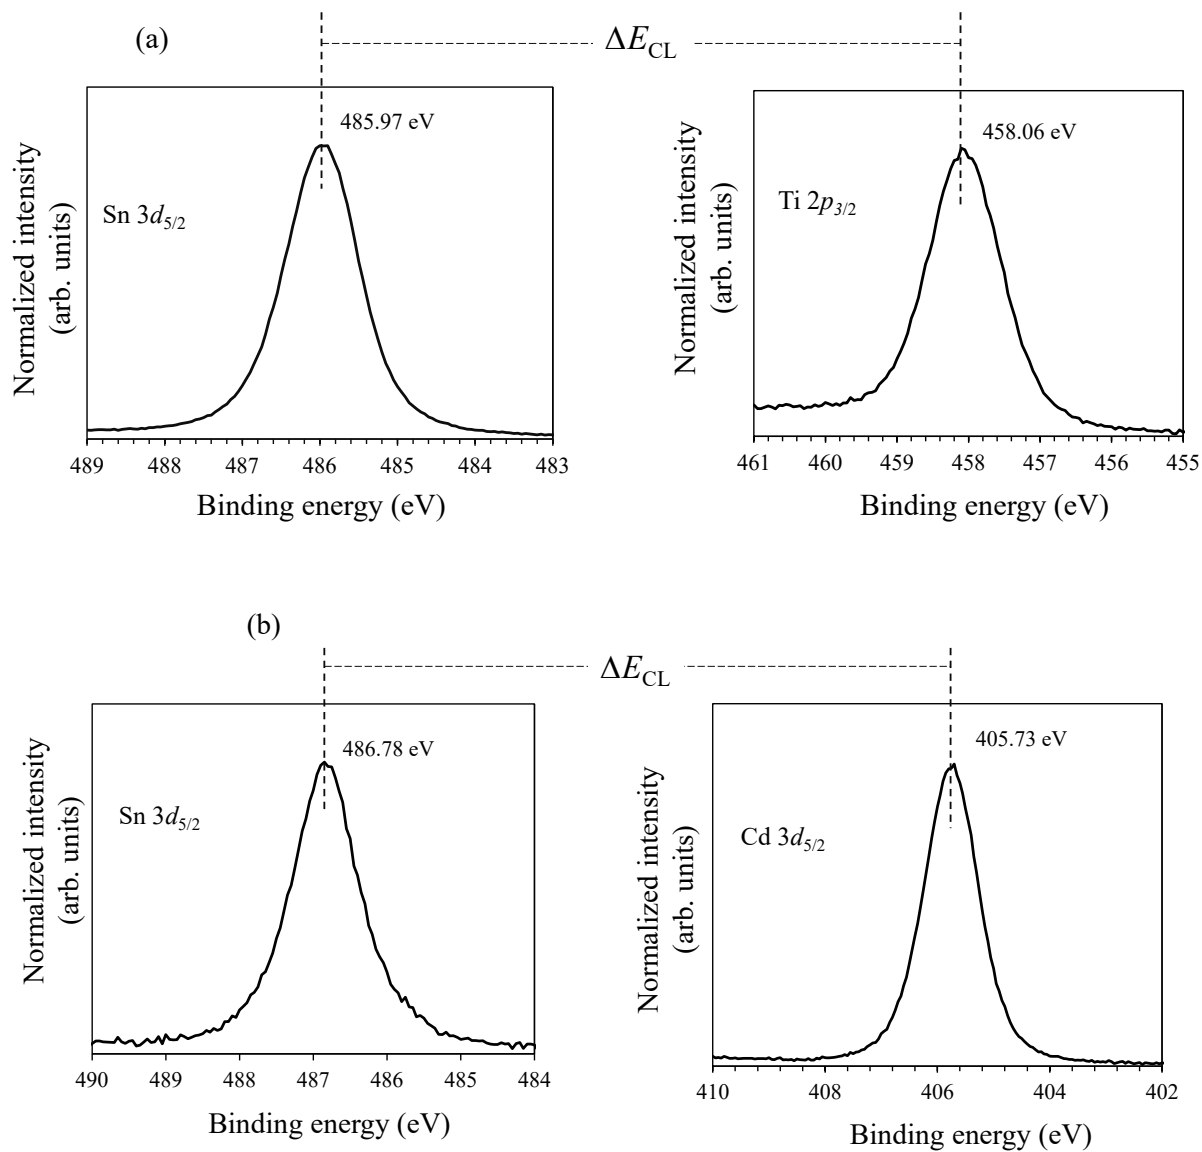 (a)
ΔE_CL
Normalized intensity
(arb. units)
Sn 3d_5/2
485.97 eV
489 488 487 486 485 484 483
Binding energy (eV)
Normalized intensity
(arb. units)
Ti 2p_3/2
458.06 eV
461 460 459 458 457 456 455
Binding energy (eV)
(b)
ΔE_CL
Normalized intensity
(arb. units)
Sn 3d_5/2
486.78 eV
490 489 488 487 486 485 484
Binding energy (eV)
Normalized intensity
(arb. units)
Cd 3d_5/2
405.73 eV
410 408 406 404 402
Binding energy (eV)